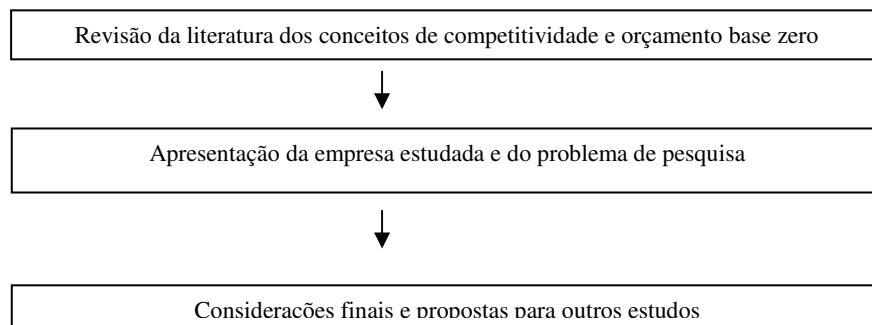 Revisão da literatura dos conceitos de competitividade e orçamento base zero
Apresentação da empresa estudada e do problema de pesquisa
Considerações finais e propostas para outros estudos